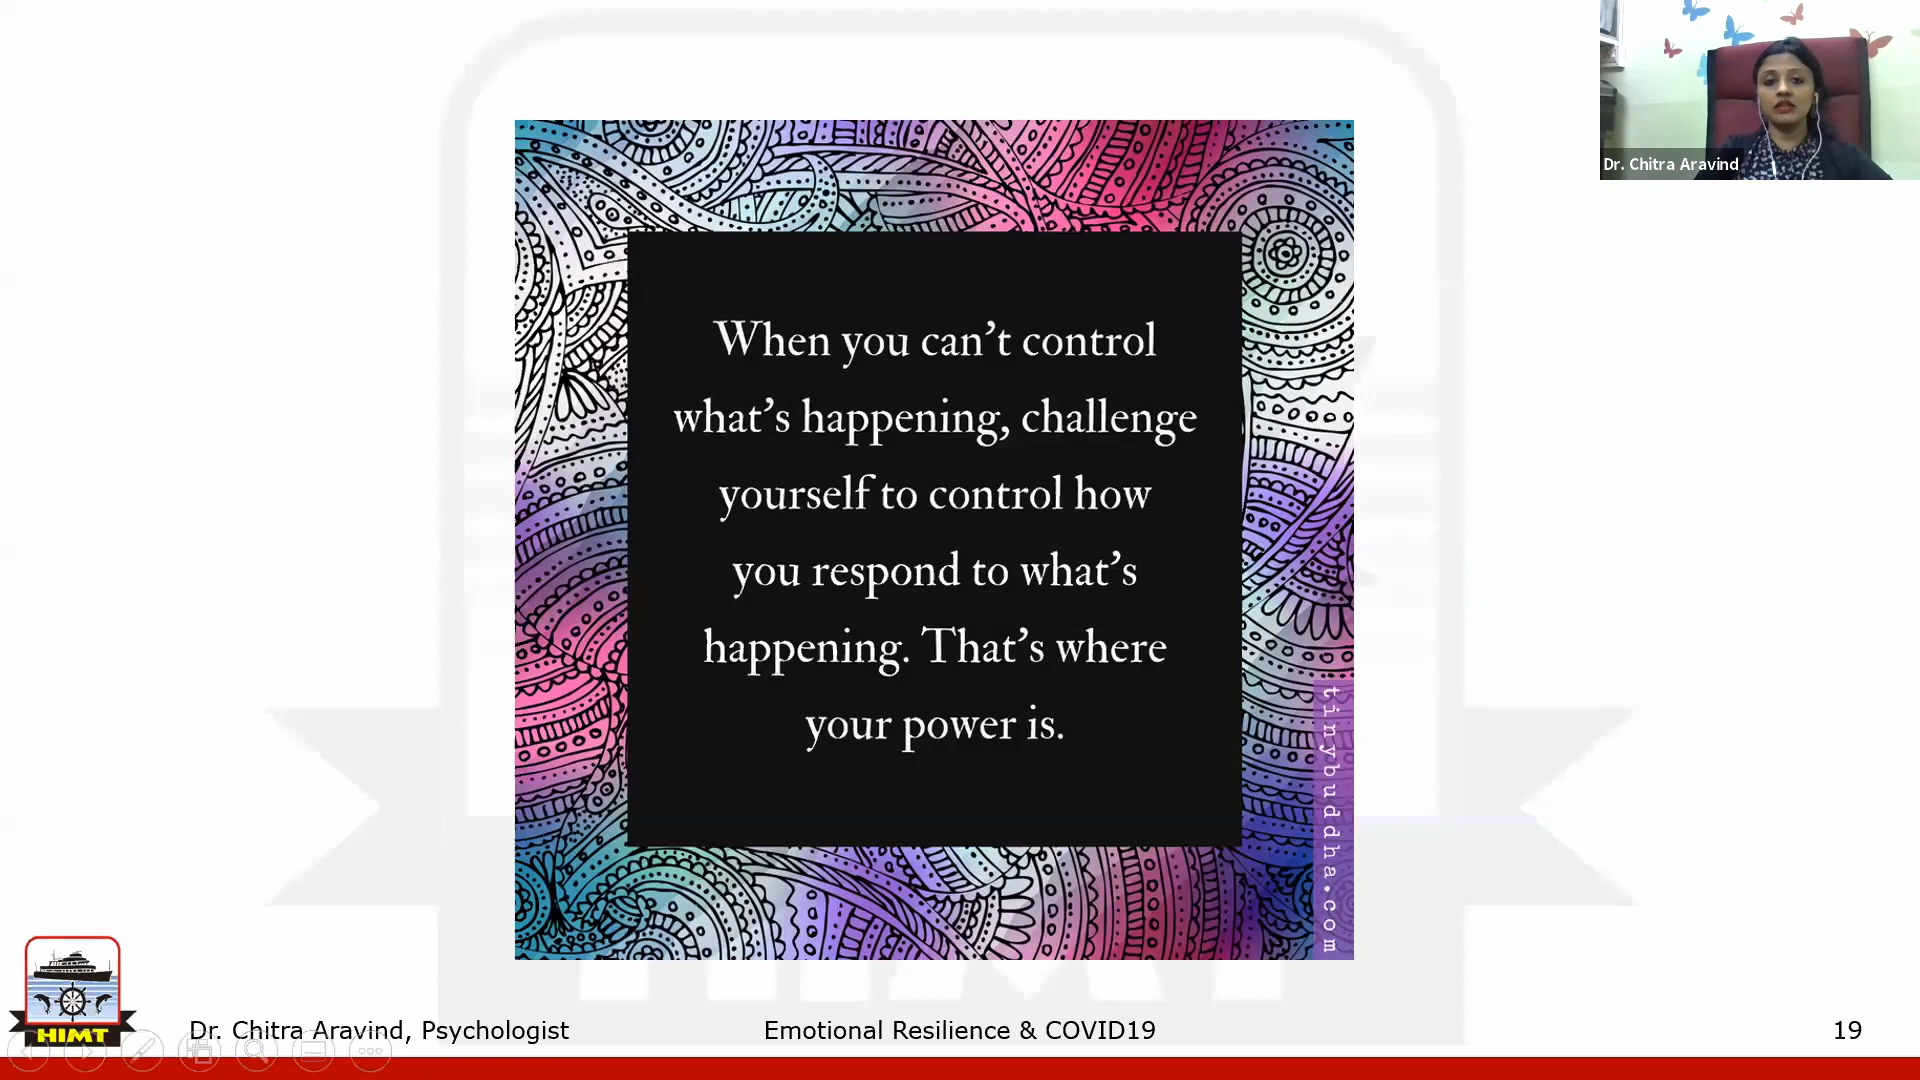 Dr. Chitra Aravind
When you can’t control
what’s happening, challenge
yourself to control how
you respond to what’s
happening. That’s where
your power is.
tinybuddha.com
HIMT
HIMT
Dr. Chitra Aravind, Psychologist
Emotional Resilience & COVID19
19